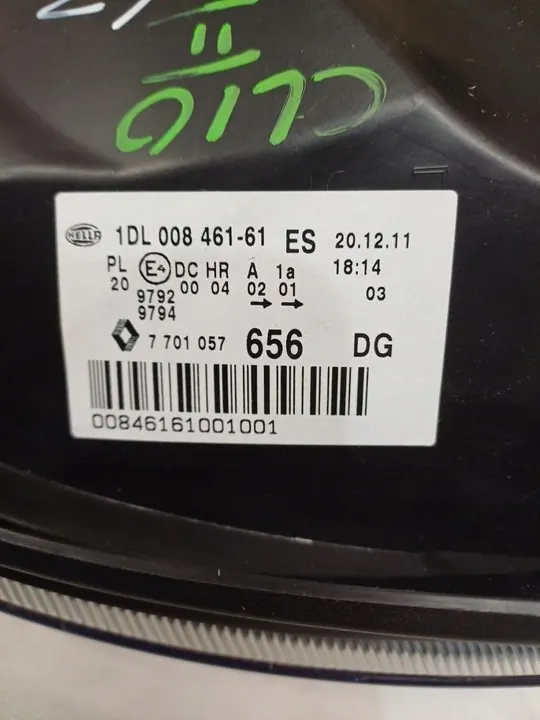 CLIO
II
HELLA 1DL 008 461-61 ES 20.12.11
PL E4 DC HR A 1a 18:14
20 9792 00 04 02 01 03
9794
7 701 057 656 DG
00846161001001